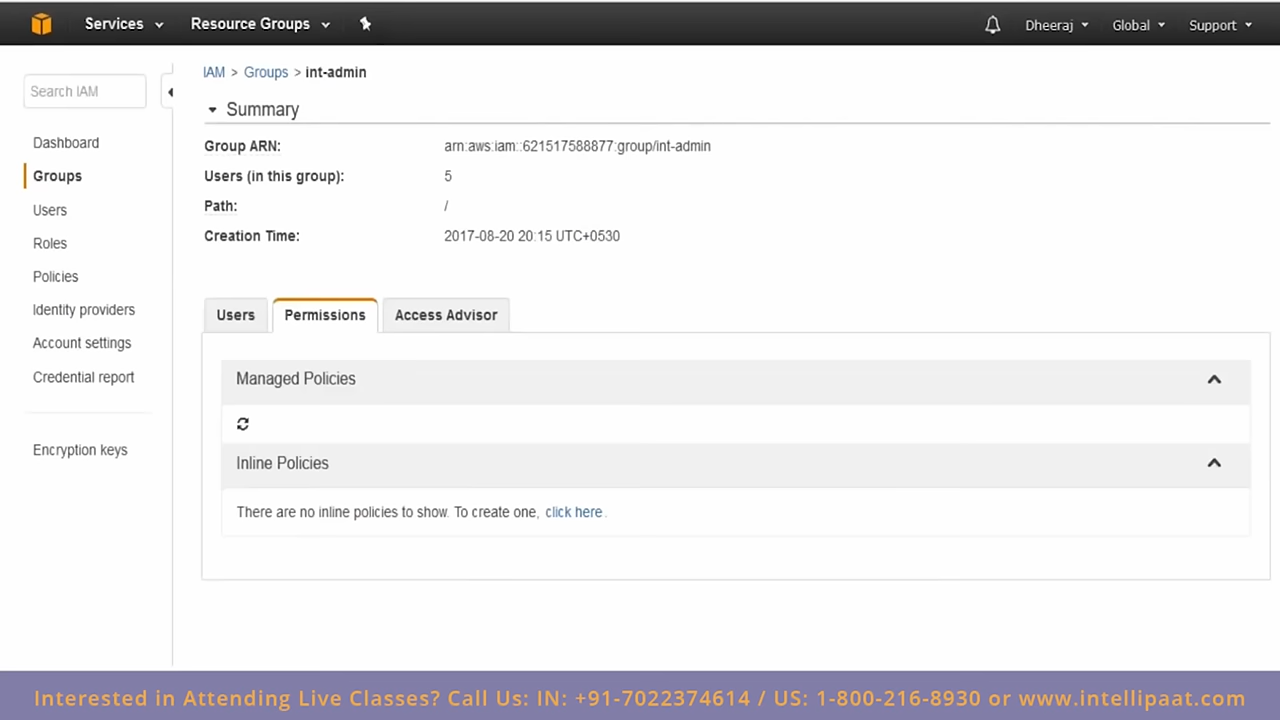 Services Resource Groups Dheeraj Global Support
Search IAM
Dashboard
Groups
Users
Roles
Policies
Identity providers
Account settings
Credential report
Encryption keys
IAM > Groups > int-admin
Summary
Group ARN: arn:aws:iam::621517588877:group/int-admin
Users (in this group): 5
Path: /
Creation Time: 2017-08-20 20:15 UTC+0530
Users Permissions Access Advisor
Managed Policies
Inline Policies
There are no inline policies to show. To create one, click here.
Interested in Attending Live Classes? Call Us: IN: +91-7022374614 / US: 1-800-216-8930 or www.intellipaat.com